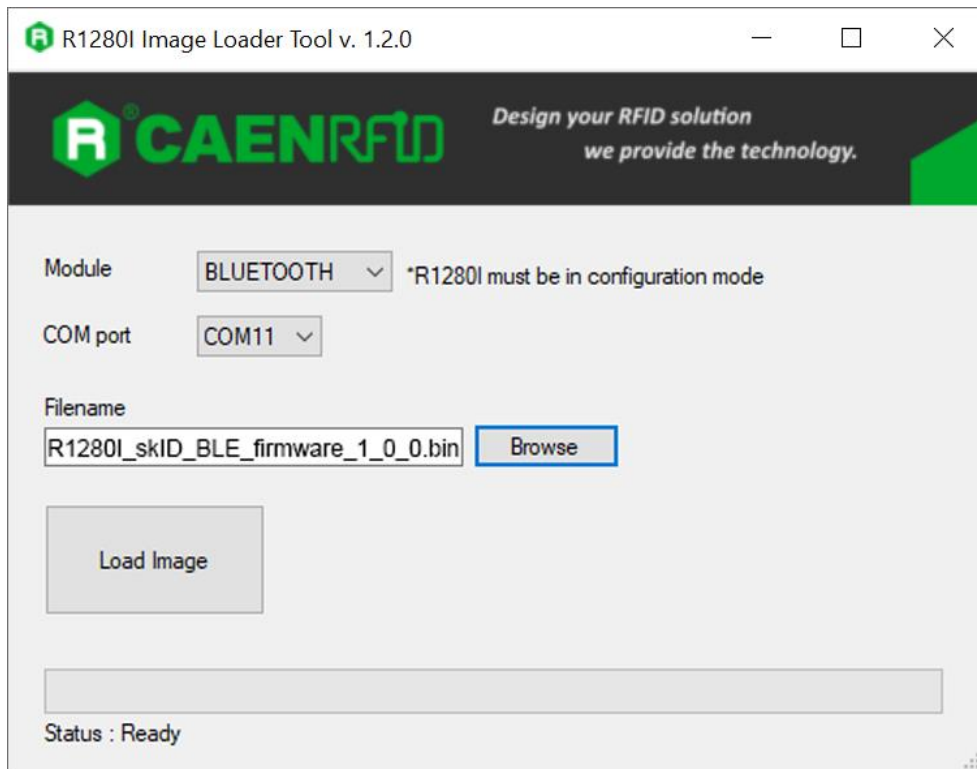 R1280I Image Loader Tool v. 1.2.0
R®CAENRFID
Design your RFID solution
we provide the technology.
Module
BLUETOOTH
*R1280I must be in configuration mode
COM port
COM11
Filename
R1280I_skID_BLE_firmware_1_0_0.bin
Browse
Load Image
Status : Ready